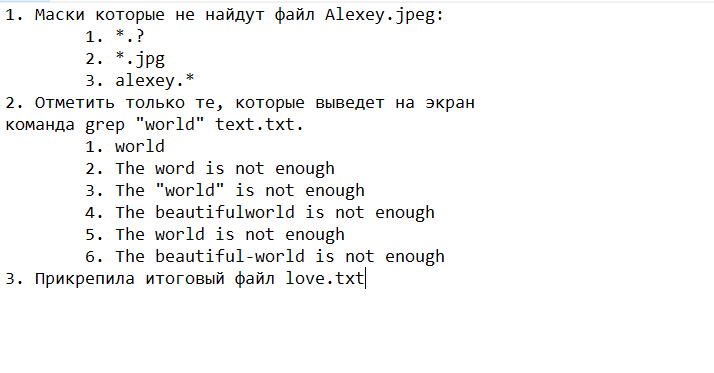 1. Маски которые не найдут файл Alexey.jpeg:
1. *.?
2. *.jpg
3. alexey.*
2. Отметить только те, которые выведет на экран
команда grep "world" text.txt.
1. world
2. The word is not enough
3. The "world" is not enough
4. The beautifulworld is not enough
5. The world is not enough
6. The beautiful-world is not enough
3. Прикрепила итоговый файл love.txt